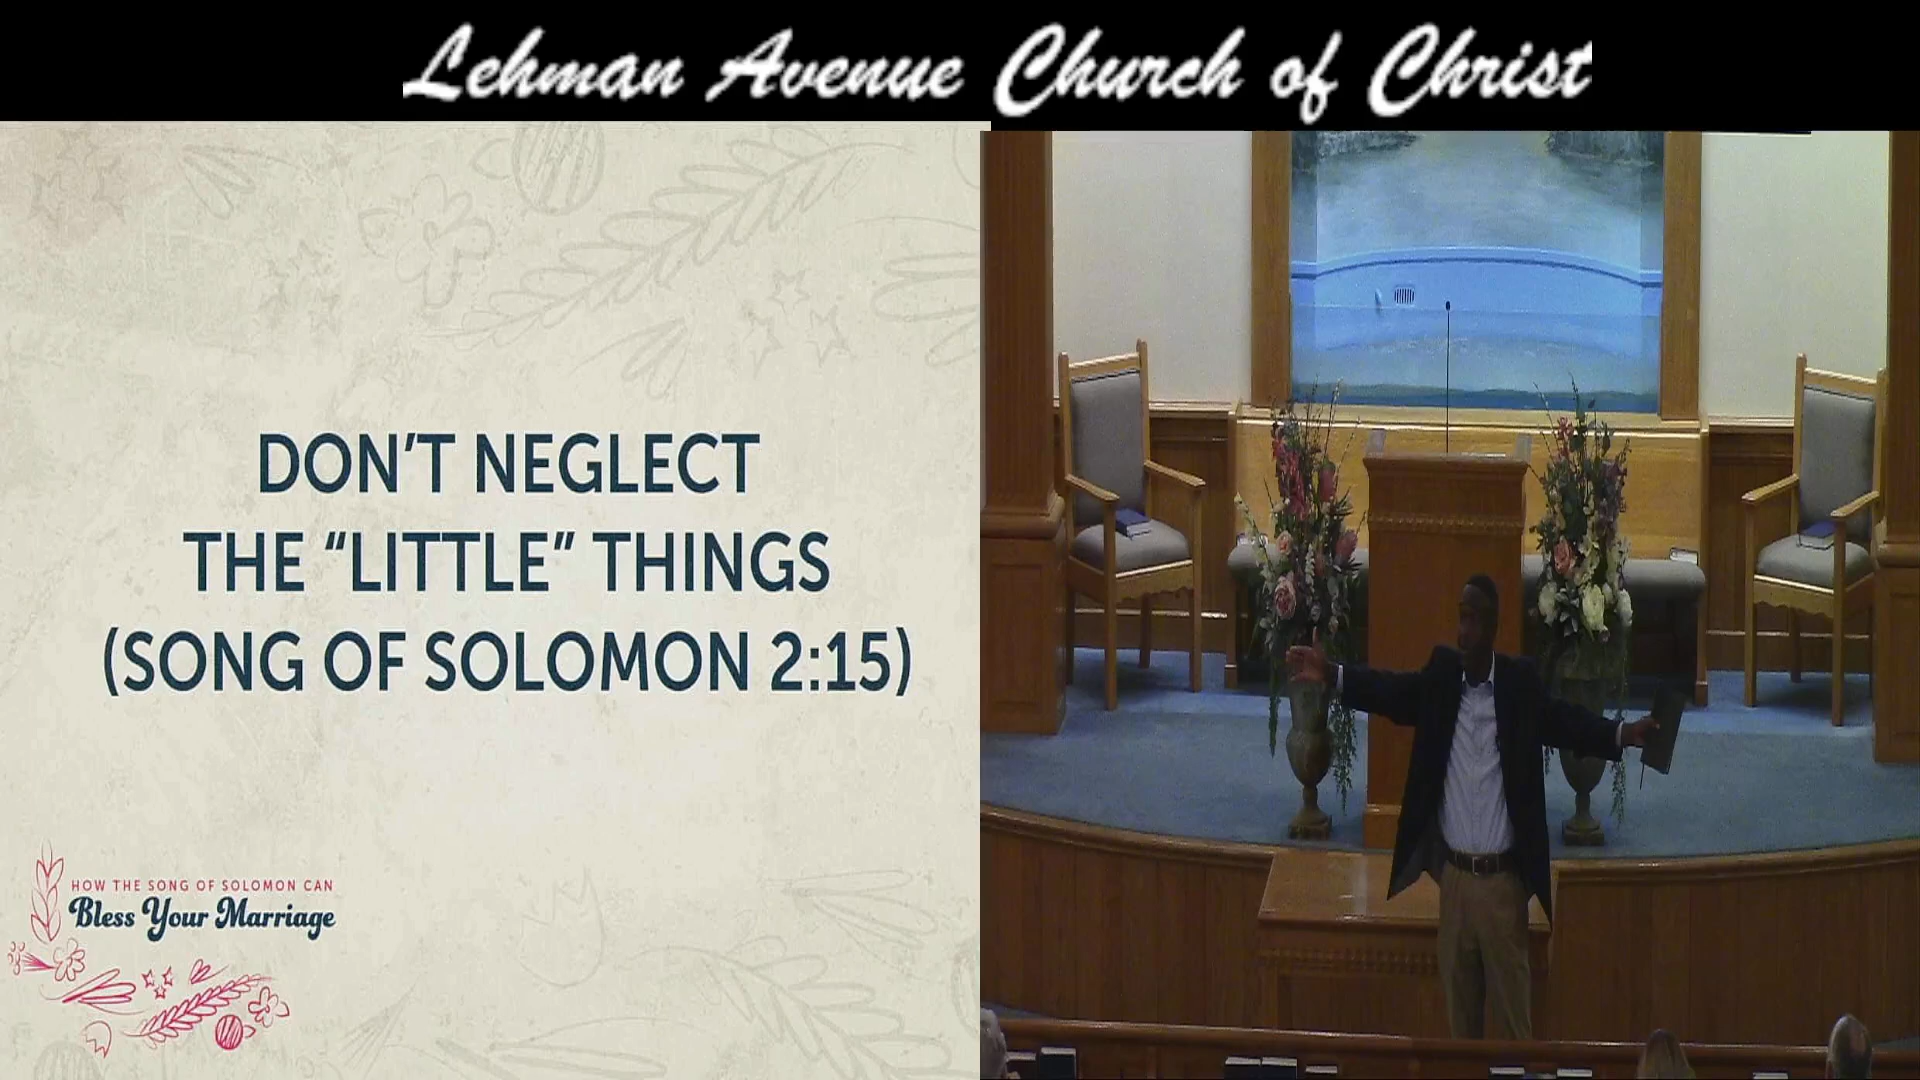 Lehman Avenue Church of Christ
DON'T NEGLECT
THE “LITTLE” THINGS
(SONG OF SOLOMON 2:15)
HOW THE SONG OF SOLOMON CAN
Bless Your Marriage